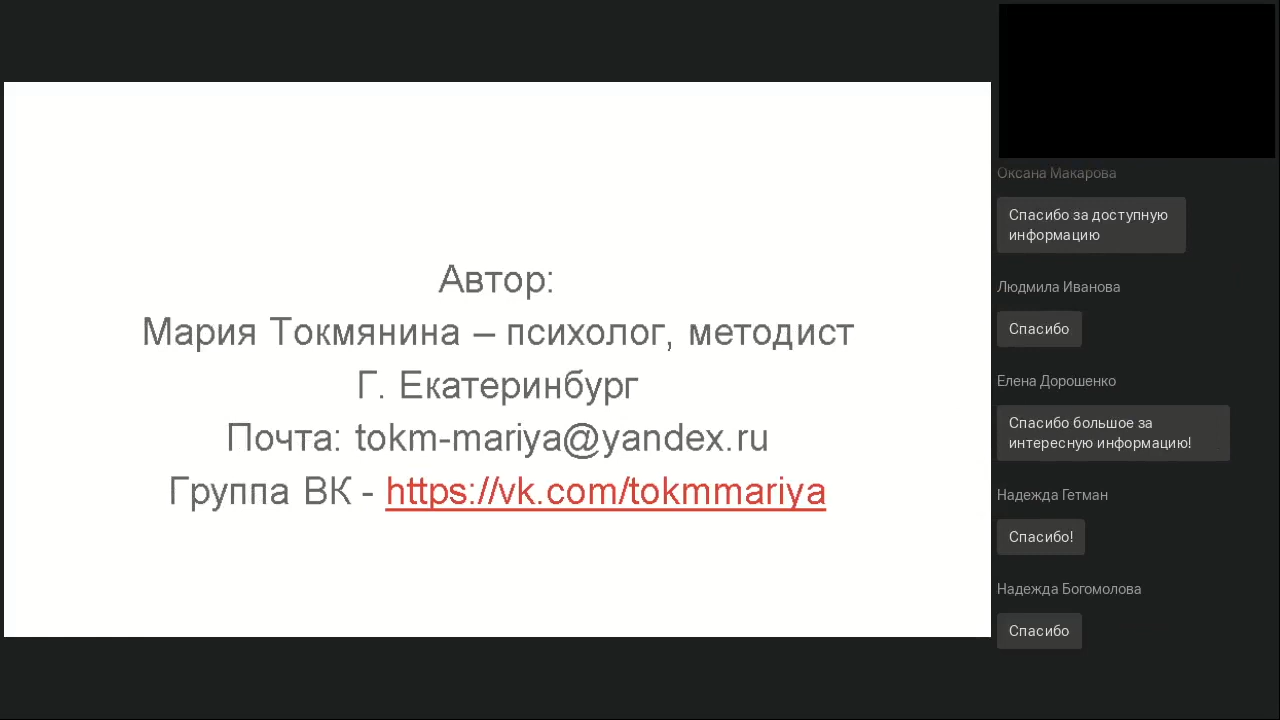 Автор:
Мария Токмянина – психолог, методист
Г. Екатеринбург
Почта: tokm-mariya@yandex.ru
Группа ВК - https://vk.com/tokmmariya
Оксана Макарова
Спасибо за доступную
информацию
Людмила Иванова
Спасибо
Елена Дорошенко
Спасибо большое за
интересную информацию!
Надежда Гетман
Спасибо!
Надежда Богомолова
Спасибо